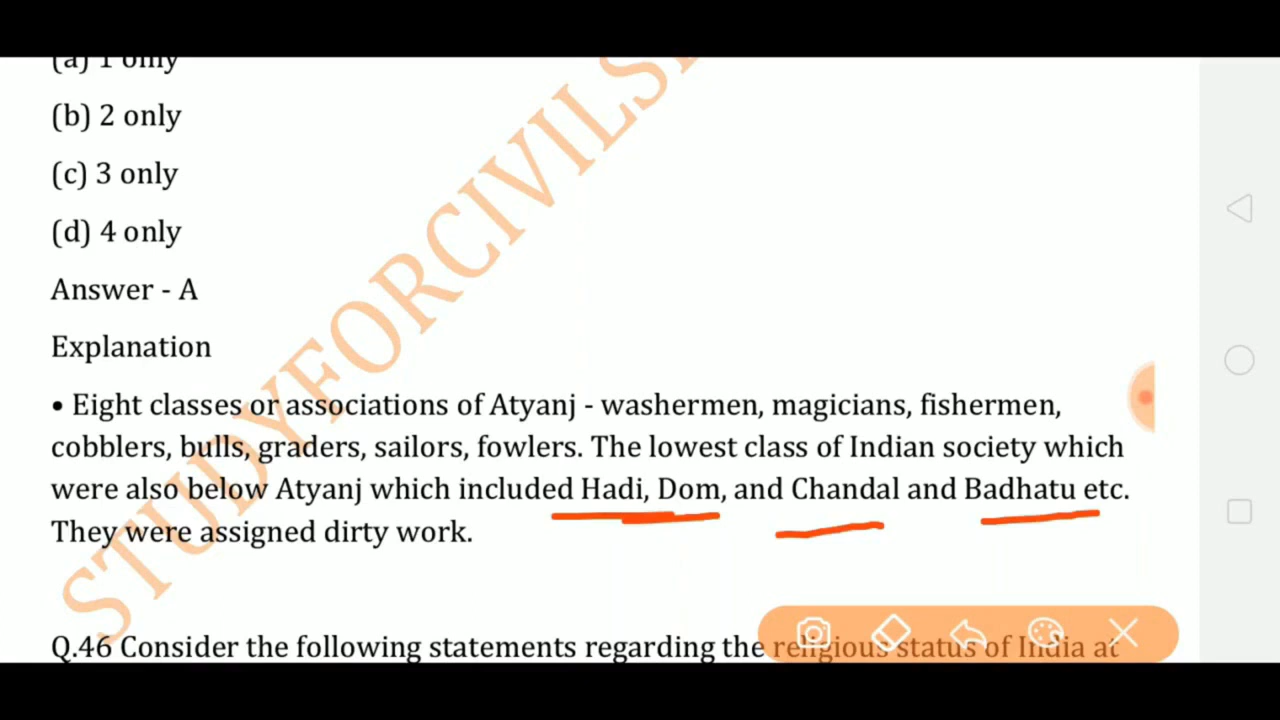 (a) 1 only
(b) 2 only
(c) 3 only
(d) 4 only
Answer - A
Explanation
• Eight classes or associations of Atyanj - washermen, magicians, fishermen,
cobblers, bulls, graders, sailors, fowlers. The lowest class of Indian society which
were also below Atyanj which included Hadi, Dom, and Chandal and Badhatu etc.
They were assigned dirty work.
Q.46 Consider the following statements regarding the religious status of India at
STUDYFORCIVILS